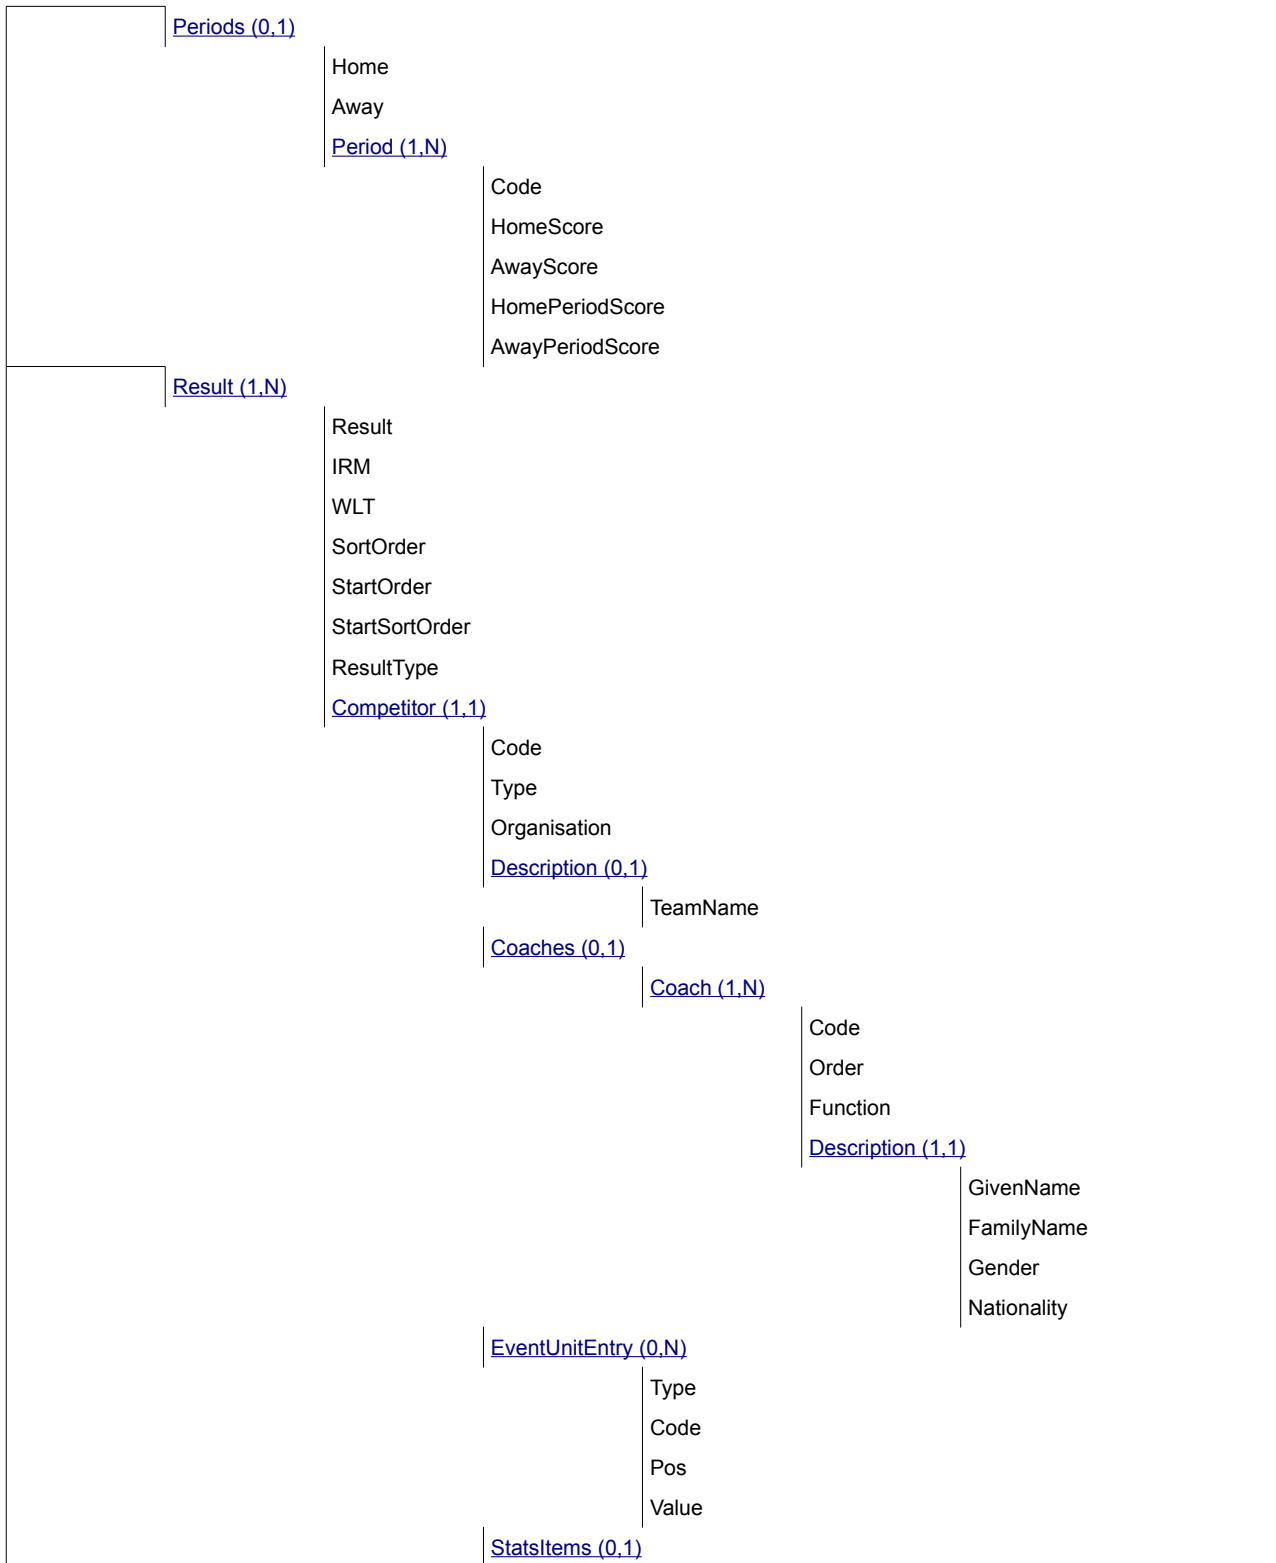 Periods (0,1)
Home
Away
Period (1,N)
Code
HomeScore
AwayScore
HomePeriodScore
AwayPeriodScore
Result (1,N)
Result
IRM
WLT
SortOrder
StartOrder
StartSortOrder
ResultType
Competitor (1,1)
Code
Type
Organisation
Description (0,1)
TeamName
Coaches (0,1)
Coach (1,N)
Code
Order
Function
Description (1,1)
GivenName
FamilyName
Gender
Nationality
EventUnitEntry (0,N)
Type
Code
Pos
Value
StatsItems (0,1)